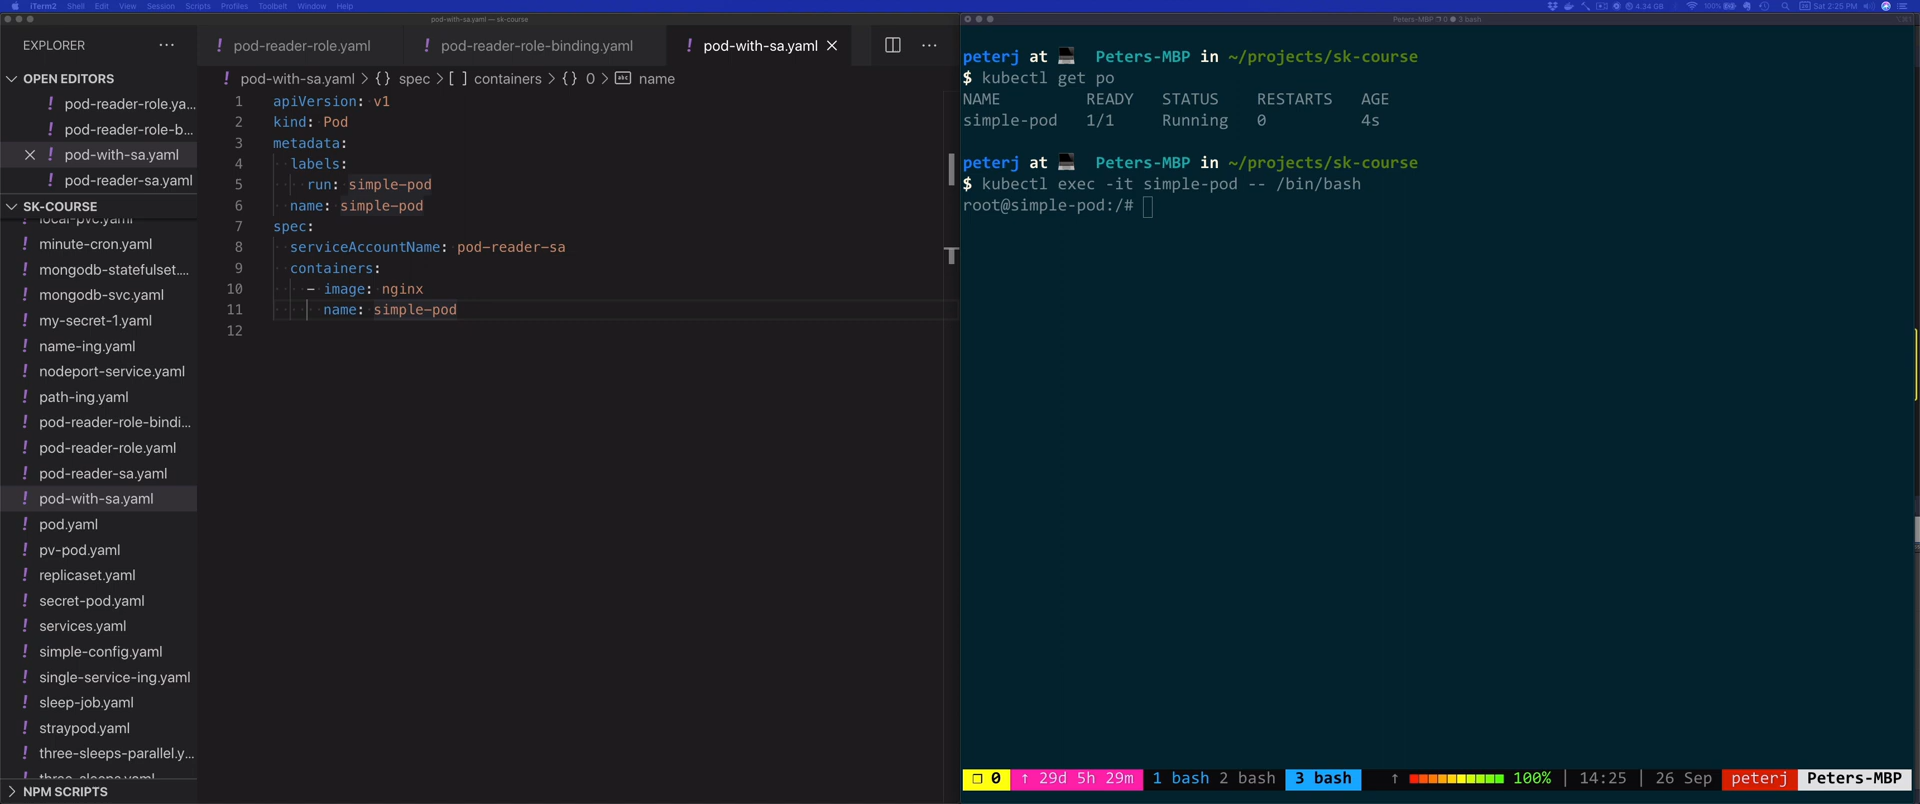 iTerm2 Shell Edit View Session Scripts Profiles Toolbelt Window Help 4.34 GB 100% Sat 2:25 PM
pod-with-sa.yaml — sk-course
Peters-MBP ❐ 0 ● 3 bash
EXPLORER ···
pod-reader-role.yaml
pod-reader-role-binding.yaml
pod-with-sa.yaml
OPEN EDITORS
pod-reader-role.ya...
pod-reader-role-b...
pod-with-sa.yaml
pod-reader-sa.yaml
SK-COURSE
local-pvc.yaml
minute-cron.yaml
mongodb-statefulset....
mongodb-svc.yaml
my-secret-1.yaml
name-ing.yaml
nodeport-service.yaml
path-ing.yaml
pod-reader-role-bindi...
pod-reader-role.yaml
pod-reader-sa.yaml
pod-with-sa.yaml
pod.yaml
pv-pod.yaml
replicaset.yaml
secret-pod.yaml
services.yaml
simple-config.yaml
single-service-ing.yaml
sleep-job.yaml
straypod.yaml
three-sleeps-parallel.y...
three-sleeps.yaml
NPM SCRIPTS
pod-with-sa.yaml > {} spec > [ ] containers > {} 0 > abc name
1 apiVersion: v1
2 kind: Pod
3 metadata:
4 labels:
5 run: simple-pod
6 name: simple-pod
7 spec:
8 serviceAccountName: pod-reader-sa
9 containers:
10 - image: nginx
11 name: simple-pod
12
peterj at 💻 Peters-MBP in ~/projects/sk-course
$ kubectl get po
NAME READY STATUS RESTARTS AGE
simple-pod 1/1 Running 0 4s
peterj at 💻 Peters-MBP in ~/projects/sk-course
$ kubectl exec -it simple-pod -- /bin/bash
root@simple-pod:/#
❐ 0 ↑ 29d 5h 29m 1 bash 2 bash 3 bash ↑ 100% | 14:25 | 26 Sep peterj Peters-MBP